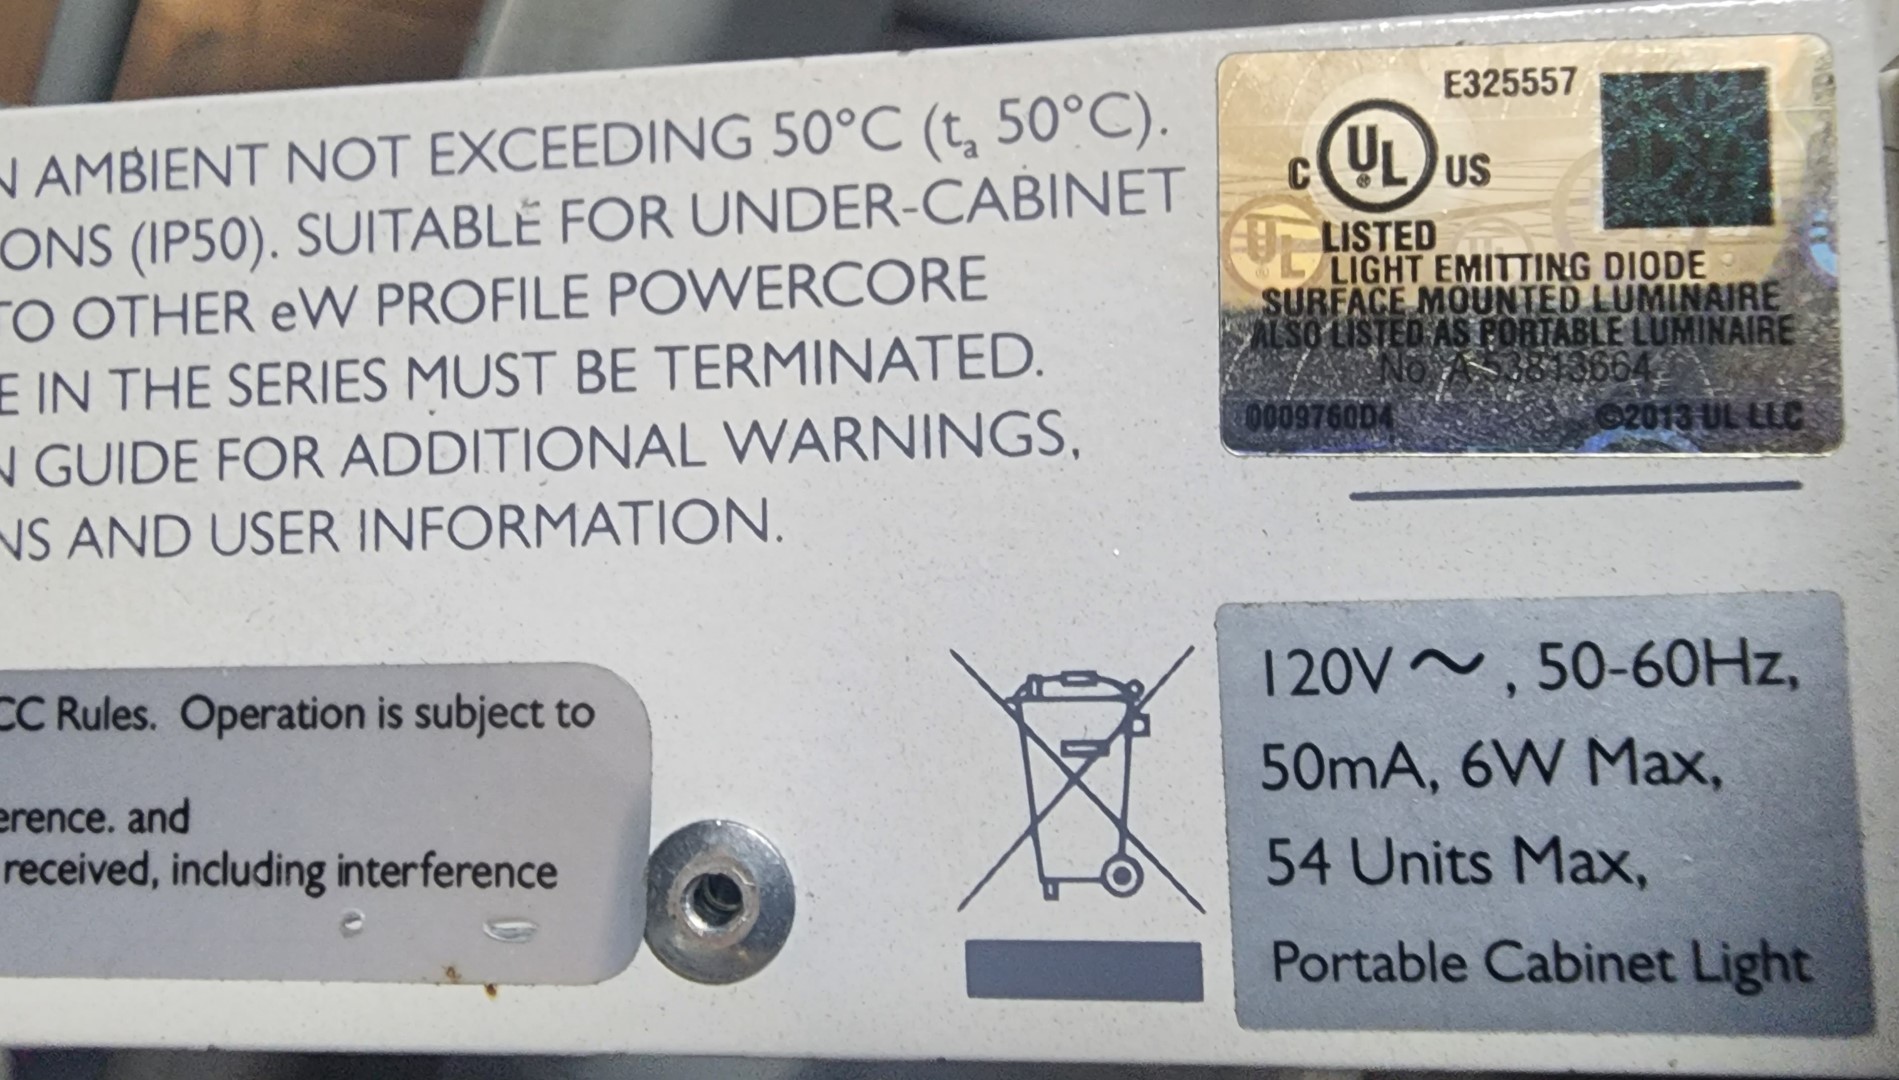 N AMBIENT NOT EXCEEDING 50°C (ta 50°C).
ONS (IP50). SUITABLE FOR UNDER-CABINET
TO OTHER eW PROFILE POWERCORE
E IN THE SERIES MUST BE TERMINATED.
N GUIDE FOR ADDITIONAL WARNINGS,
NS AND USER INFORMATION.
E325557
C UL US
®
LISTED
LIGHT EMITTING DIODE
SURFACE MOUNTED LUMINAIRE
ALSO LISTED AS PORTABLE LUMINAIRE
No. A-53813664
0009760D4 ©2013 UL LLC
CC Rules. Operation is subject to
erence. and
received, including interference
120V ~ , 50-60Hz,
50mA, 6W Max,
54 Units Max,
Portable Cabinet Light